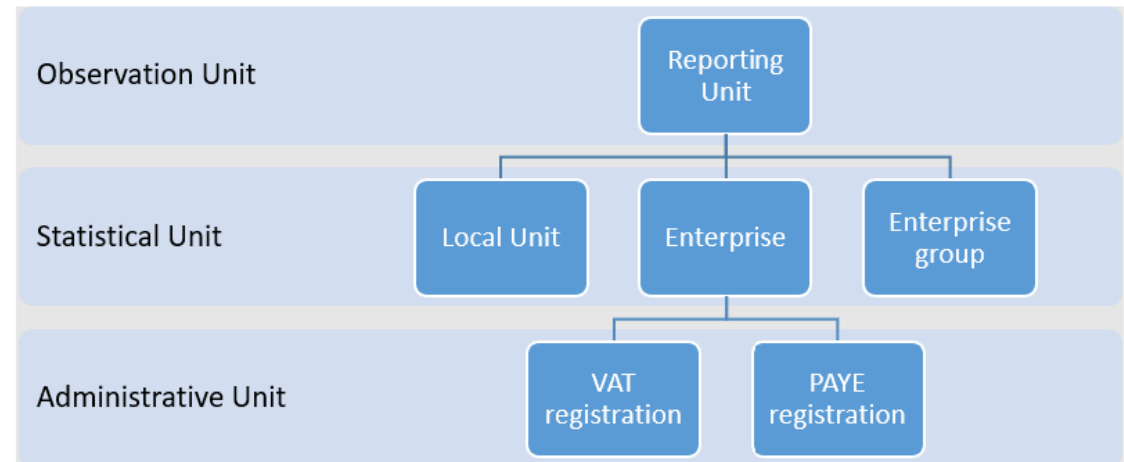 Observation Unit
Reporting
Unit
Statistical Unit
Local Unit
Enterprise
Enterprise
group
Administrative Unit
VAT
registration
PAYE
registration